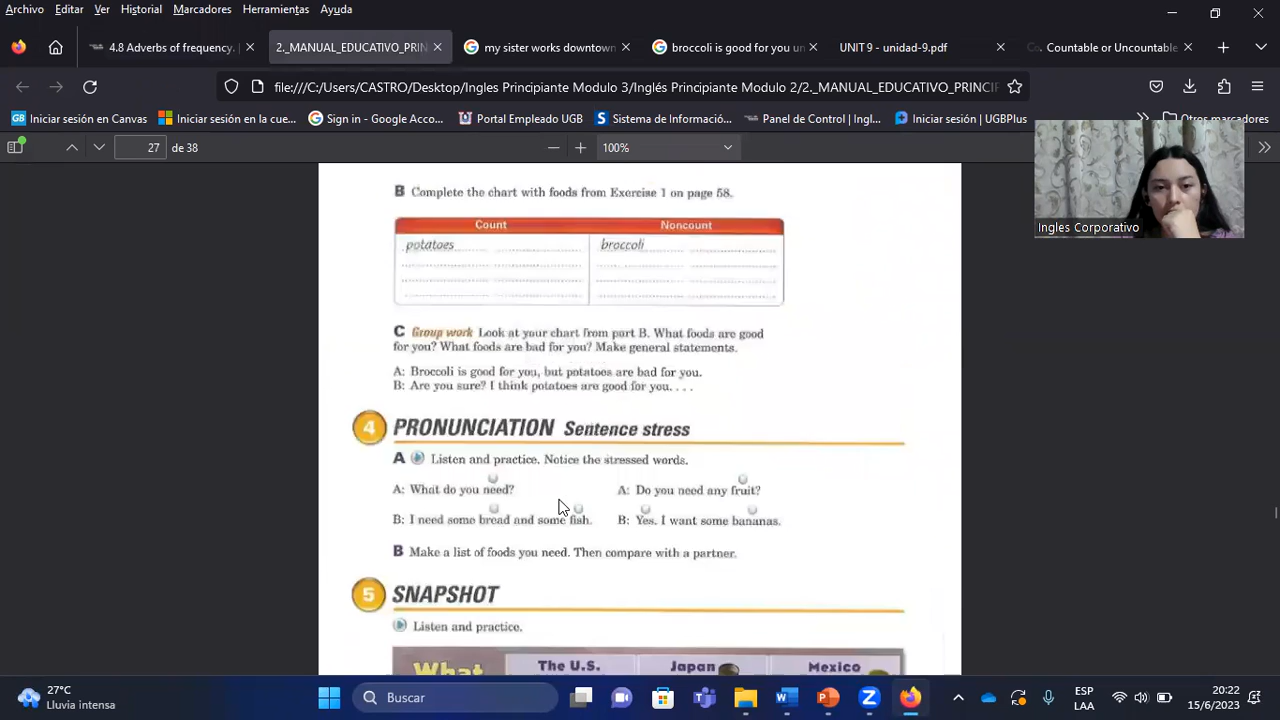 Archivo Editar Ver Historial Marcadores Herramientas Ayuda
4.8 Adverbs of frequency.
2._MANUAL_EDUCATIVO_PRIN
my sister works downtown
broccoli is good for you un
UNIT 9 - unidad-9.pdf
Countable or Uncountable
file:///C:/Users/CASTRO/Desktop/Ingles Principiante Modulo 3/Inglés Principiante Modulo 2/2._MANUAL_EDUCATIVO_PRINCIP
Iniciar sesión en Canvas
Iniciar sesión en la cue...
Sign in - Google Acco...
Portal Empleado UGB
Sistema de Informació...
Panel de Control | Ingl...
Iniciar sesión | UGBPlus
Otros marcadores
27 de 38
100%
Ingles Corporativo
B Complete the chart with foods from Exercise 1 on page 58.
Count Noncount
potatoes broccoli
C Group work Look at your chart from part B. What foods are good
for you? What foods are bad for you? Make general statements.
A: Broccoli is good for you, but potatoes are bad for you.
B: Are you sure? I think potatoes are good for you. . . .
4 PRONUNCIATION Sentence stress
A Listen and practice. Notice the stressed words.
A: What do you need? A: Do you need any fruit?
B: I need some bread and some fish. B: Yes. I want some bananas.
B Make a list of foods you need. Then compare with a partner.
5 SNAPSHOT
Listen and practice.
What The U.S. Japan Mexico
27°C
Lluvia intensa
Buscar
ESP
LAA
20:22
15/6/2023